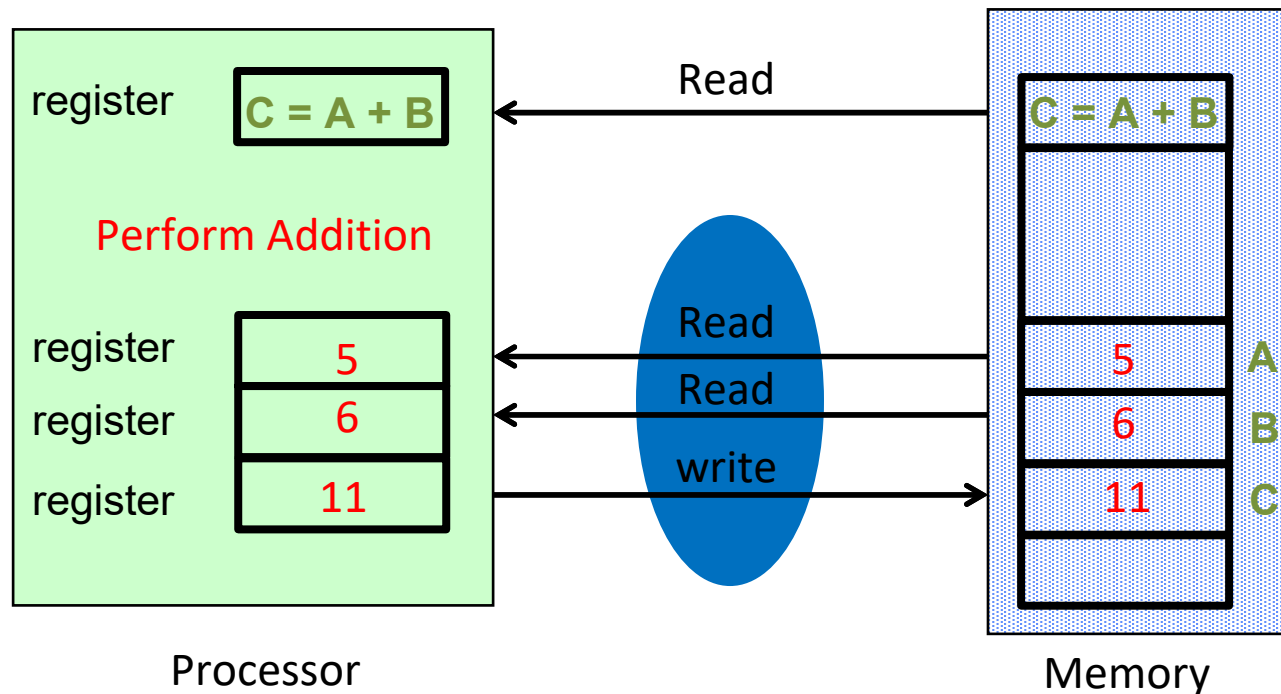 Read
register
C = A + B
C = A + B
Perform Addition
register
5
Read
5
A
register
6
Read
6
B
register
11
write
11
C
Processor
Memory